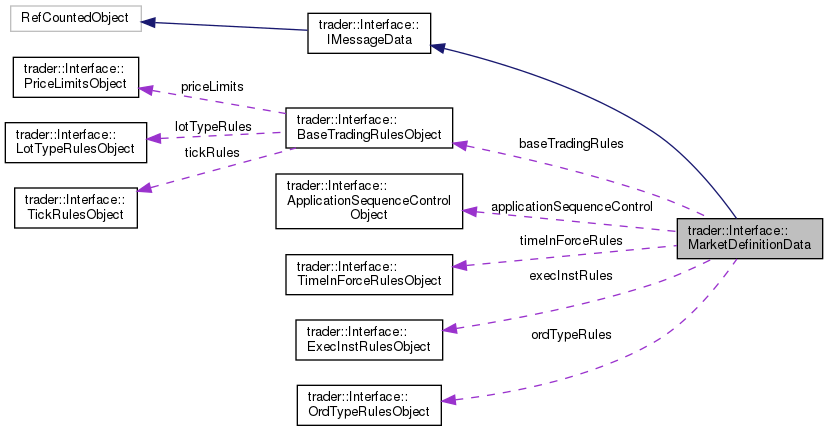 RefCountedObject
trader::Interface::
IMessageData
trader::Interface::
PriceLimitsObject
priceLimits
trader::Interface::
LotTypeRulesObject
lotTypeRules
tickRules
trader::Interface::
TickRulesObject
trader::Interface::
BaseTradingRulesObject
baseTradingRules
trader::Interface::
ApplicationSequenceControl
Object
applicationSequenceControl
trader::Interface::
MarketDefinitionData
timeInForceRules
trader::Interface::
TimeInForceRulesObject
execInstRules
trader::Interface::
ExecInstRulesObject
ordTypeRules
trader::Interface::
OrdTypeRulesObject